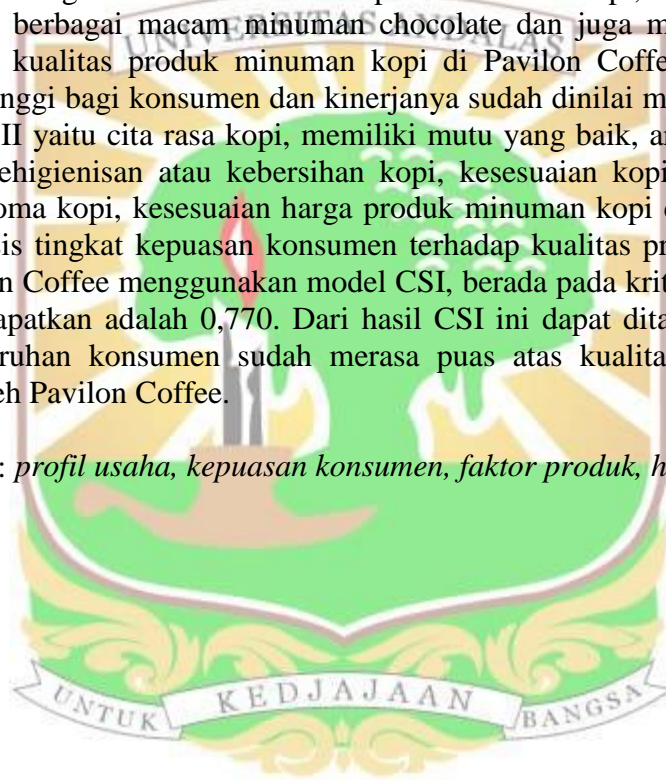 berbagai macam minuman chocolate dan juga m
UNIVERSITAS ANDALAS
kualitas produk minuman kopi di Pavilon Coffe
nggi bagi konsumen dan kinerjanya sudah dinilai m
II yaitu cita rasa kopi, memiliki mutu yang baik, a
ehigienisan atau kebersihan kopi, kesesuaian kopi
oma kopi, kesesuaian harga produk minuman kopi
sis tingkat kepuasan konsumen terhadap kualitas pr
n Coffee menggunakan model CSI, berada pada krit
apatkan adalah 0,770. Dari hasil CSI ini dapat dita
ruhan konsumen sudah merasa puas atas kualita
eh Pavilon Coffee.
: profil usaha, kepuasan konsumen, faktor produk, h
UNTUK KEDJAJAAN BANGSA